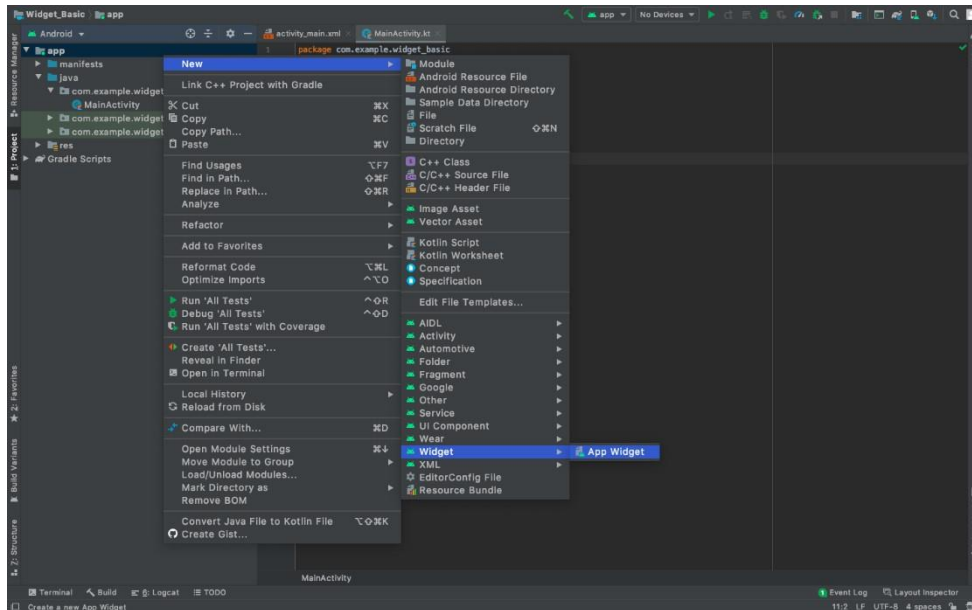 Widget_Basic app
app
No Devices
Android
activity_main.xml
MainActivity.kt
1: Project
Resource Manager
2: Favorites
Build Variants
7: Structure
app
manifests
java
com.example.widget
MainActivity
com.example.widget
com.example.widget
res
Gradle Scripts
1 package com.example.widget_basic
New
Link C++ Project with Gradle
Cut ⌘X
Copy ⌘C
Copy Path...
Paste ⌘V
Find Usages ⌥F7
Find in Path... ⇧⌘F
Replace in Path... ⇧⌘R
Analyze
Refactor
Add to Favorites
Reformat Code ⌥⌘L
Optimize Imports ^⌥O
Run 'All Tests' ^⇧R
Debug 'All Tests' ^⇧D
Run 'All Tests' with Coverage
Create 'All Tests'...
Reveal in Finder
Open in Terminal
Local History
Reload from Disk
Compare With... ⌘D
Open Module Settings ⌘↓
Move Module to Group
Load/Unload Modules...
Mark Directory as
Remove BOM
Convert Java File to Kotlin File ⌥⇧⌘K
Create Gist...
Module
Android Resource File
Android Resource Directory
Sample Data Directory
File
Scratch File ⇧⌘N
Directory
C++ Class
C/C++ Source File
C/C++ Header File
Image Asset
Vector Asset
Kotlin Script
Kotlin Worksheet
Concept
Specification
Edit File Templates...
AIDL
Activity
Automotive
Folder
Fragment
Google
Other
Service
UI Component
Wear
Widget
XML
EditorConfig File
Resource Bundle
App Widget
MainActivity
Terminal Build 6: Logcat TODO
1 Event Log Layout Inspector
Create a new App Widget
11:2 LF UTF-8 4 spaces